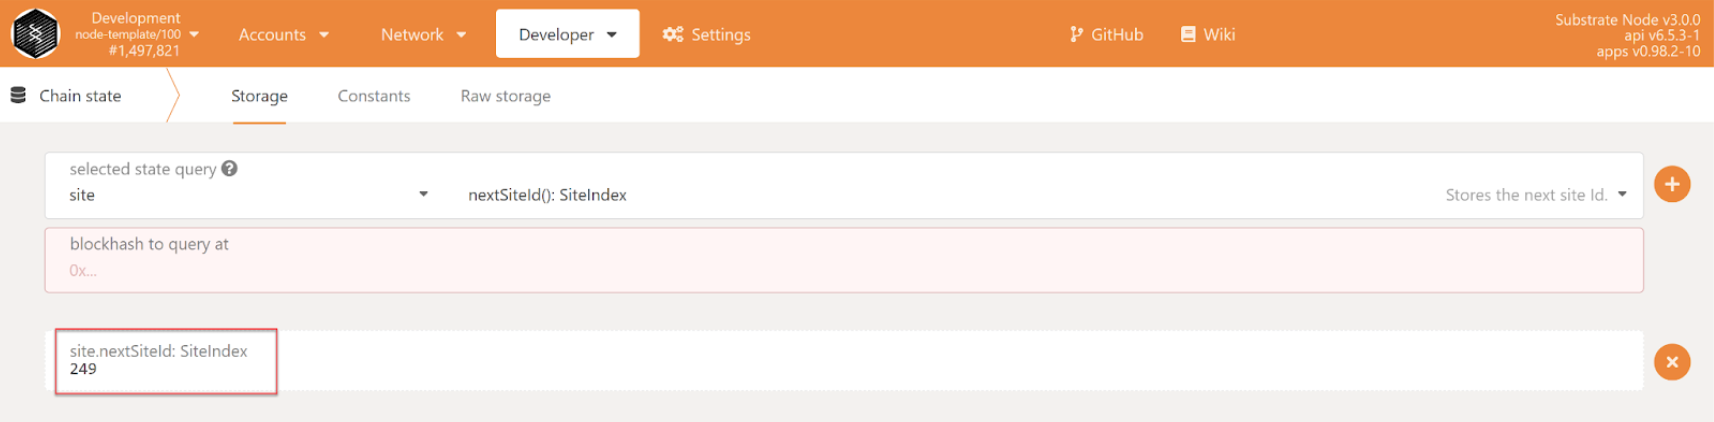 Development
node-template/100
#1,497,821
Accounts
Network
Developer
Settings
GitHub
Wiki
Substrate Node v3.0.0
api v6.5.3-1
apps v0.98.2-10
Chain state
Storage
Constants
Raw storage
selected state query
site
nextSiteId(): SiteIndex
Stores the next site Id.
blockhash to query at
0x...
site.nextSiteId: SiteIndex
249